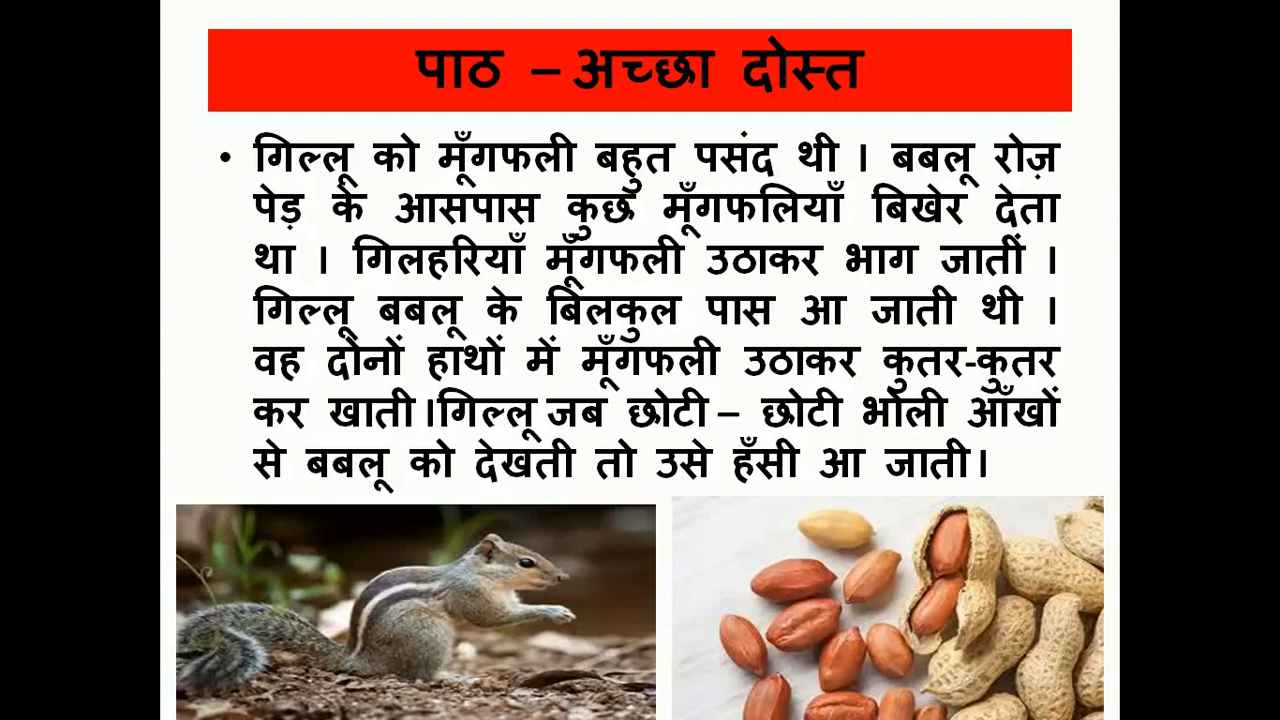 पाठ – अच्छा दोस्त
• गिल्लू को मूँगफली बहुत पसंद थी । बबलू रोज़
पेड़ के आसपास कुछ मूँगफलियाँ बिखेर देता
था । गिलहरियाँ मूँगफली उठाकर भाग जातीं ।
गिल्लू बबलू के बिलकुल पास आ जाती थी ।
वह दोनों हाथों में मूँगफली उठाकर कुतर-कुतर
कर खाती ।गिल्लू जब छोटी – छोटी भोली आँखों
से बबलू को देखती तो उसे हँसी आ जाती।